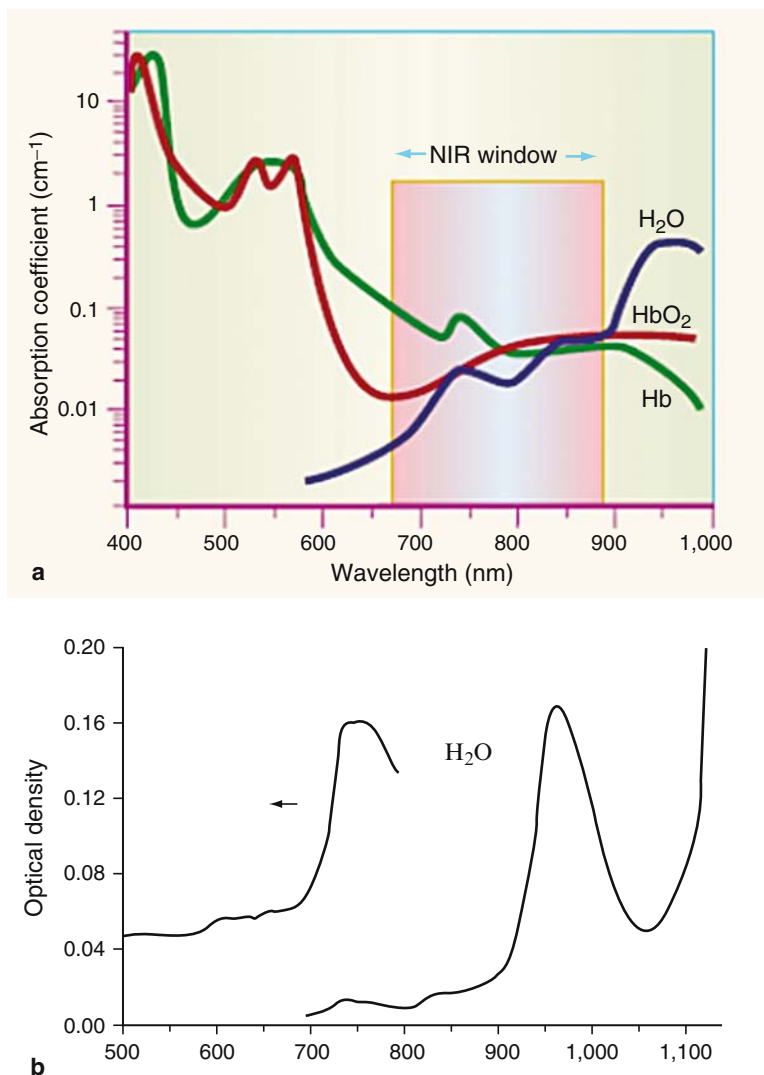 10
1
0.1
0.01
Absorption coefficient (cm⁻¹)
NIR window
H₂O
HbO₂
Hb
400 500 600 700 800 900 1,000
Wavelength (nm)
a
0.20
0.16
0.12
0.08
0.04
0.00
Optical density
H₂O
500 600 700 800 900 1,000 1,100
b